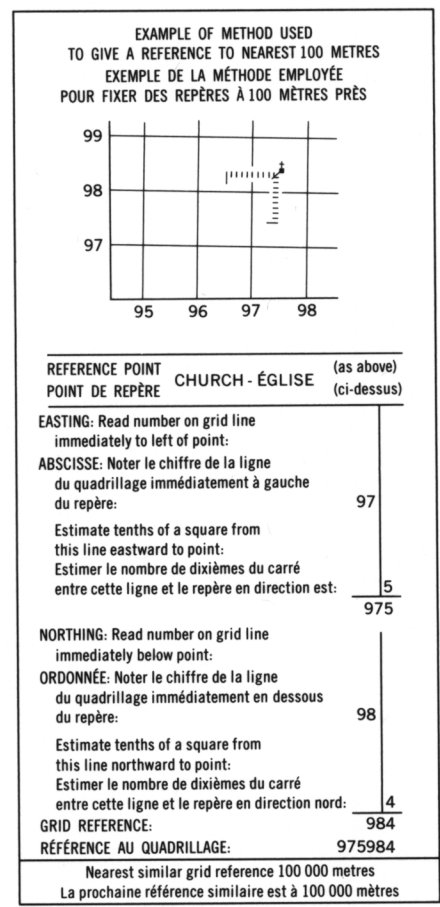 EXAMPLE OF METHOD USED
TO GIVE A REFERENCE TO NEAREST 100 METRES
EXEMPLE DE LA MÉTHODE EMPLOYÉE
POUR FIXER DES REPÈRES À 100 MÈTRES PRÈS
99
98
97
95 96 97 98
REFERENCE POINT
POINT DE REPÈRE
CHURCH - ÉGLISE
(as above)
(ci-dessus)
EASTING: Read number on grid line
immediately to left of point:
ABSCISSE: Noter le chiffre de la ligne
du quadrillage immédiatement à gauche
du repère: 97
Estimate tenths of a square from
this line eastward to point:
Estimer le nombre de dixièmes du carré
entre cette ligne et le repère en direction est: 5
975
NORTHING: Read number on grid line
immediately below point:
ORDONNÉE: Noter le chiffre de la ligne
du quadrillage immédiatement en dessous
du repère: 98
Estimate tenths of a square from
this line northward to point:
Estimer le nombre de dixièmes du carré
entre cette ligne et le repère en direction nord: 4
GRID REFERENCE: 984
RÉFÉRENCE AU QUADRILLAGE: 975984
Nearest similar grid reference 100 000 metres
La prochaine référence similaire est à 100 000 mètres